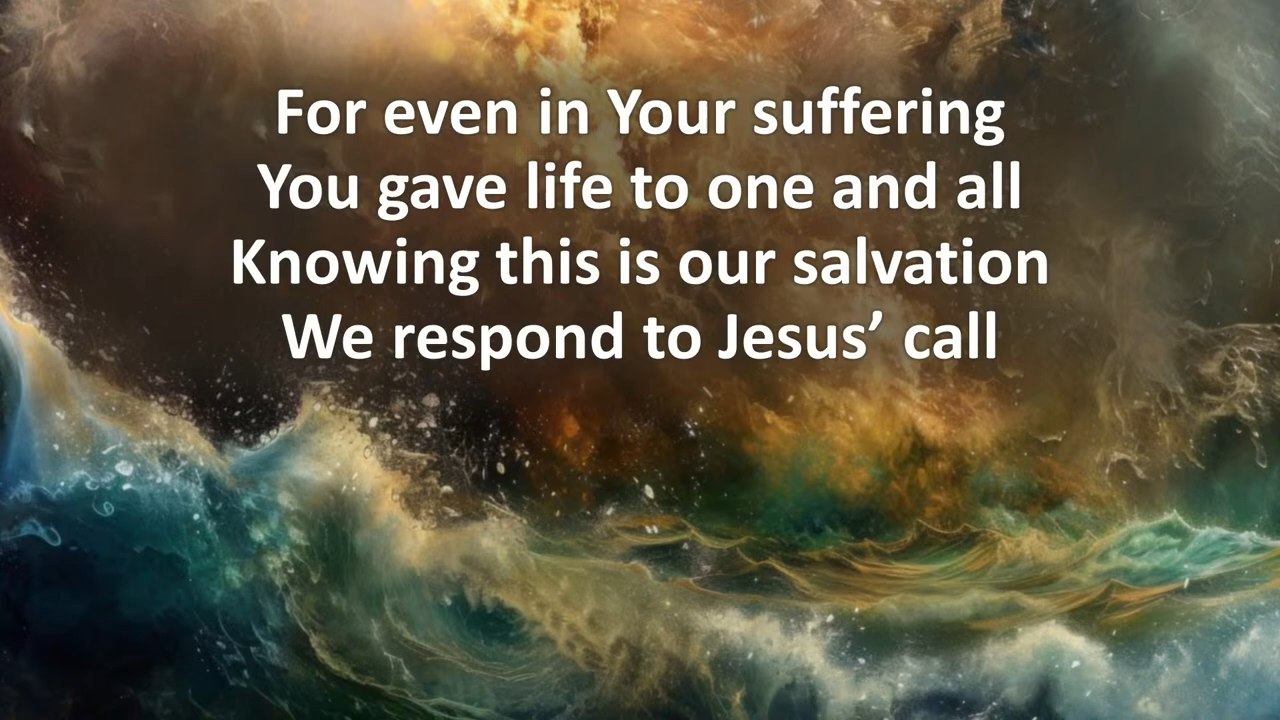 For even in Your suffering
You gave life to one and all
Knowing this is our salvation
We respond to Jesus’ call